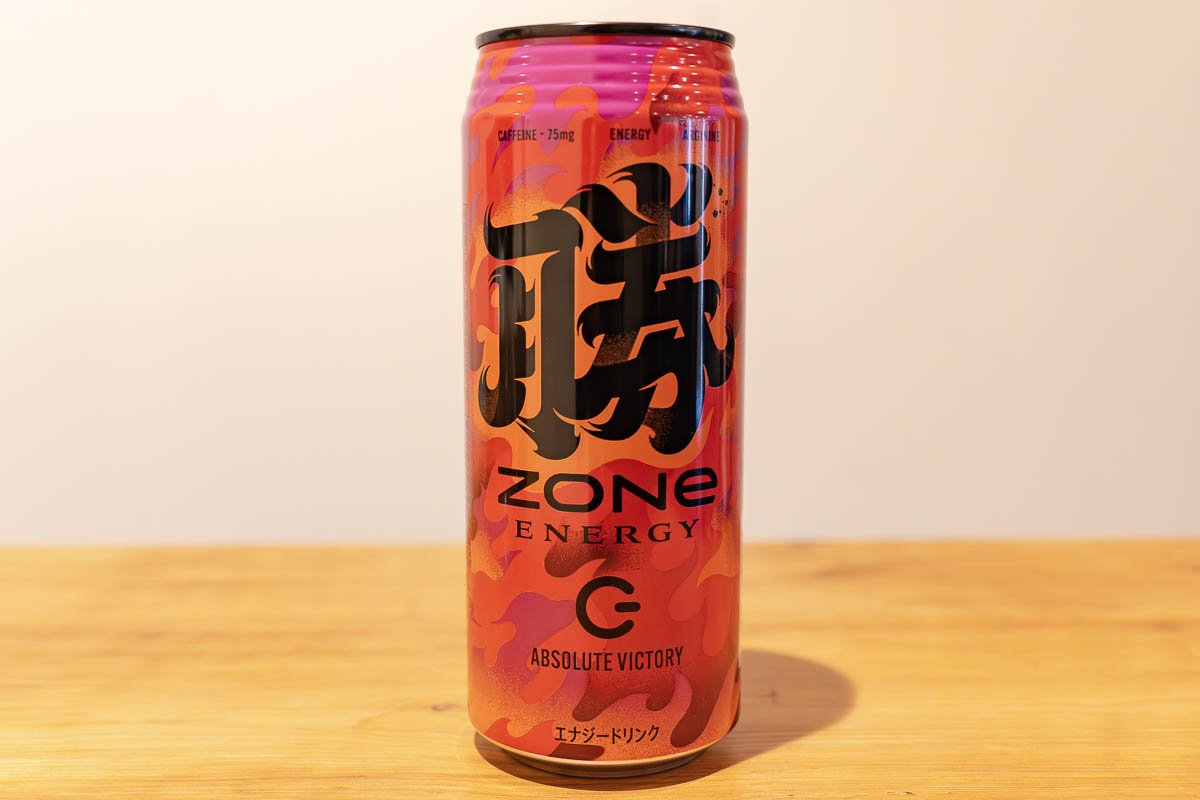 CAFFEINE - 75mg ENERGY ARGININE
勝
ZONe
ENERGY
ABSOLUTE VICTORY
エナジードリンク